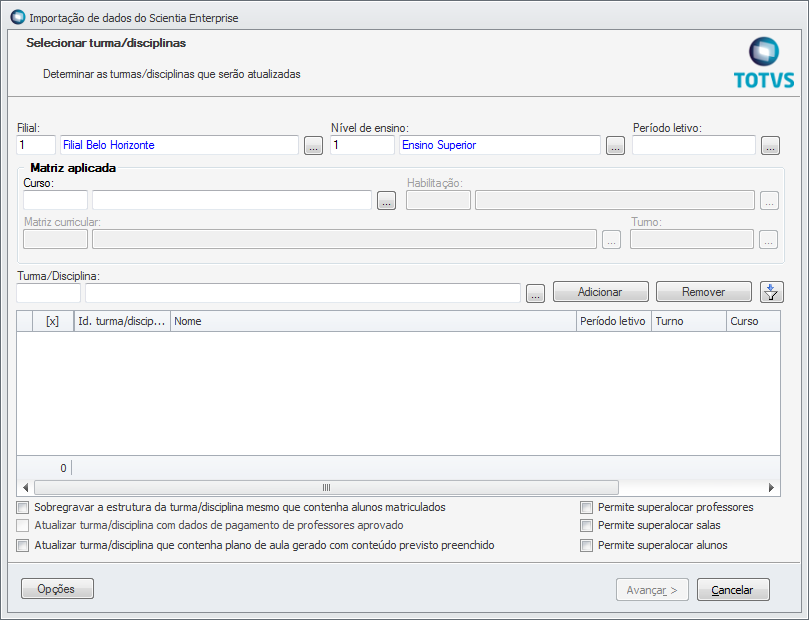 Importação de dados do Scientia Enterprise
Selecionar turma/disciplinas
Determinar as turmas/disciplinas que serão atualizadas
TOTVS
Filial: Nível de ensino: Período letivo:
1 Filial Belo Horizonte ... 1 Ensino Superior ... ...
Matriz aplicada
Curso: Habilitação:
... ...
Matriz curricular: Turno:
... ...
Turma/Disciplina:
... Adicionar Remover
[x] Id. turma/discip... Nome Período letivo Turno Curso
0
Sobregravar a estrutura da turma/disciplina mesmo que contenha alunos matriculados Permite superalocar professores
Atualizar turma/disciplina com dados de pagamento de professores aprovado Permite superalocar salas
Atualizar turma/disciplina que contenha plano de aula gerado com conteúdo previsto preenchido Permite superalocar alunos
Opções Avançar > Cancelar